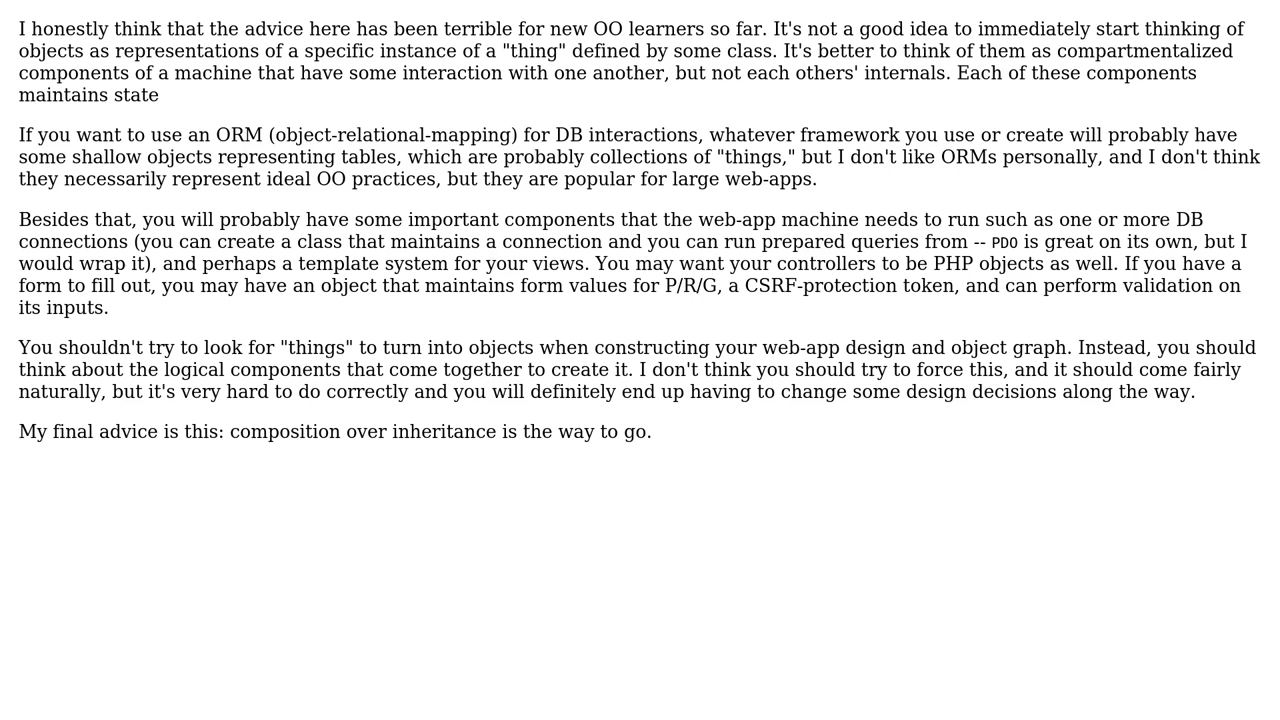 I honestly think that the advice here has been terrible for new OO learners so far. It's not a good idea to immediately start thinking of
objects as representations of a specific instance of a "thing" defined by some class. It's better to think of them as compartmentalized
components of a machine that have some interaction with one another, but not each others' internals. Each of these components
maintains state
If you want to use an ORM (object-relational-mapping) for DB interactions, whatever framework you use or create will probably have
some shallow objects representing tables, which are probably collections of "things," but I don't like ORMs personally, and I don't think
they necessarily represent ideal OO practices, but they are popular for large web-apps.
Besides that, you will probably have some important components that the web-app machine needs to run such as one or more DB
connections (you can create a class that maintains a connection and you can run prepared queries from -- PDO is great on its own, but I
would wrap it), and perhaps a template system for your views. You may want your controllers to be PHP objects as well. If you have a
form to fill out, you may have an object that maintains form values for P/R/G, a CSRF-protection token, and can perform validation on
its inputs.
You shouldn't try to look for "things" to turn into objects when constructing your web-app design and object graph. Instead, you should
think about the logical components that come together to create it. I don't think you should try to force this, and it should come fairly
naturally, but it's very hard to do correctly and you will definitely end up having to change some design decisions along the way.
My final advice is this: composition over inheritance is the way to go.